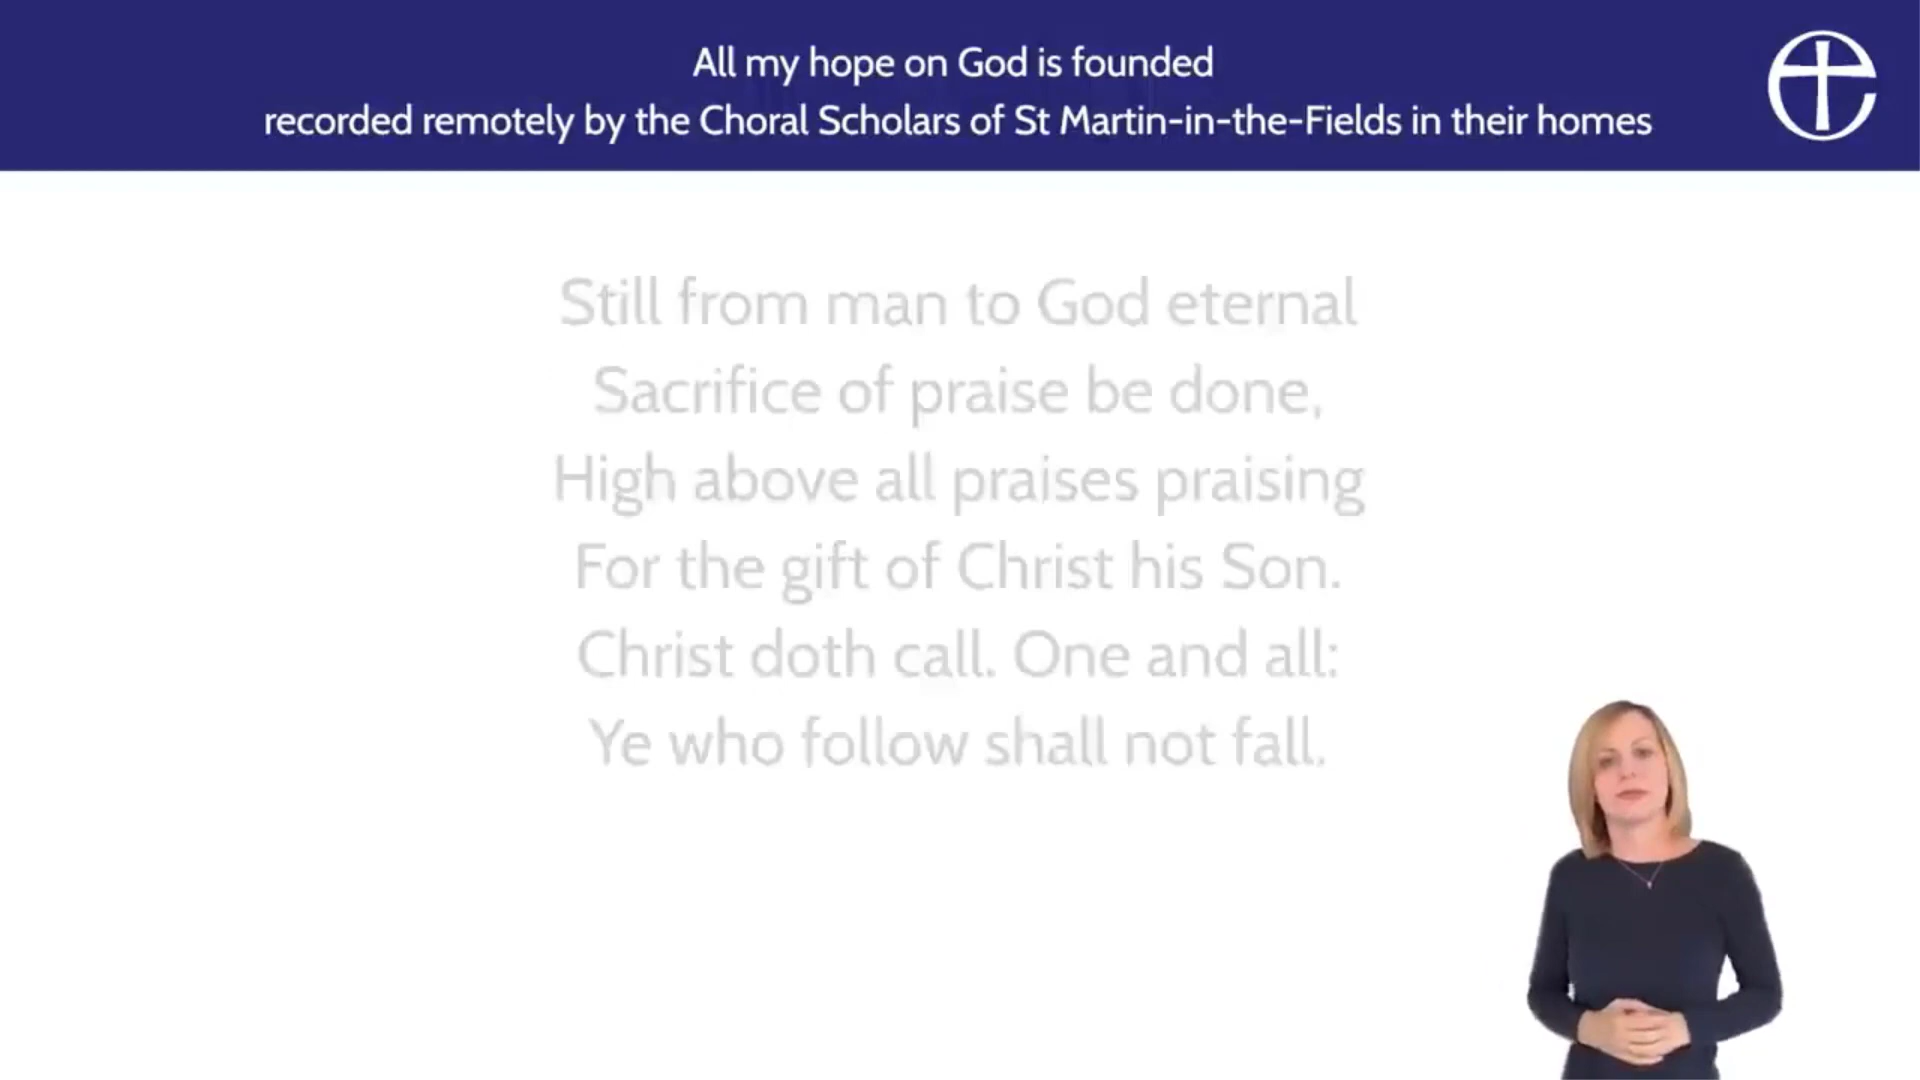 All my hope on God is founded
recorded remotely by the Choral Scholars of St Martin-in-the-Fields in their homes
Still from man to God eternal
Sacrifice of praise be done,
High above all praises praising
For the gift of Christ his Son.
Christ doth call. One and all:
Ye who follow shall not fall.